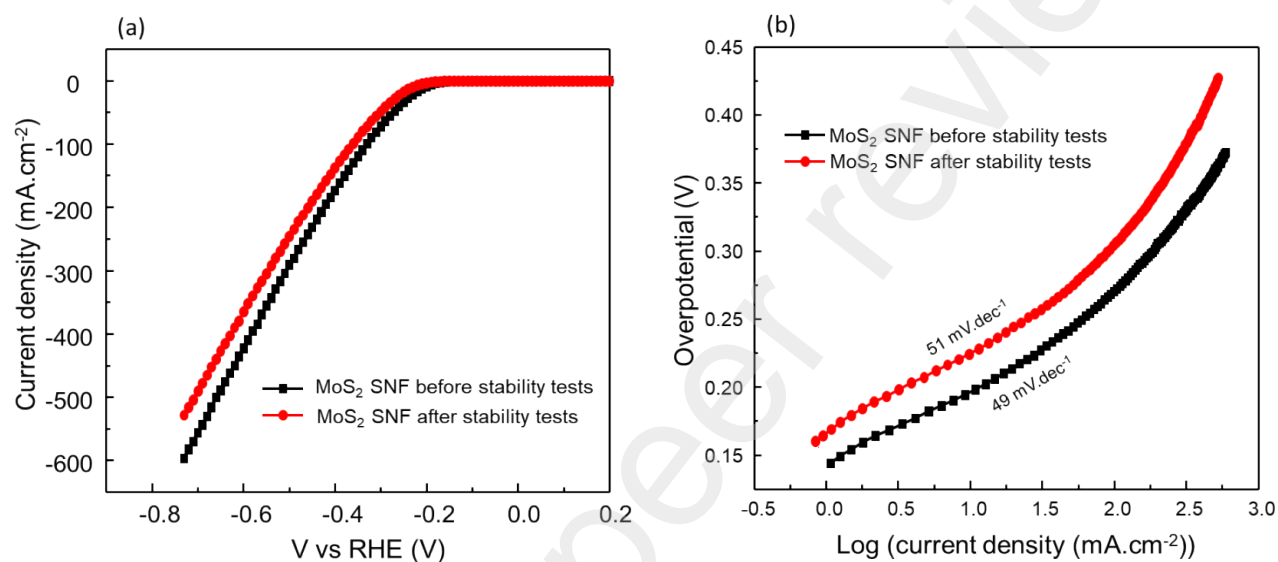 (a)
0
-100
-200
-300
-400
-500
-600
-0.8
-0.6
-0.4
-0.2
0.0
0.2
Current density (mA.cm⁻²)
V vs RHE (V)
MoS₂ SNF before stability tests
MoS₂ SNF after stability tests
(b)
0.45
0.40
0.35
0.30
0.25
0.20
0.15
-0.5
0.0
0.5
1.0
1.5
2.0
2.5
3.0
Overpotential (V)
Log (current density (mA.cm⁻²))
MoS₂ SNF before stability tests
MoS₂ SNF after stability tests
51 mV.dec⁻¹
49 mV.dec⁻¹
peer review